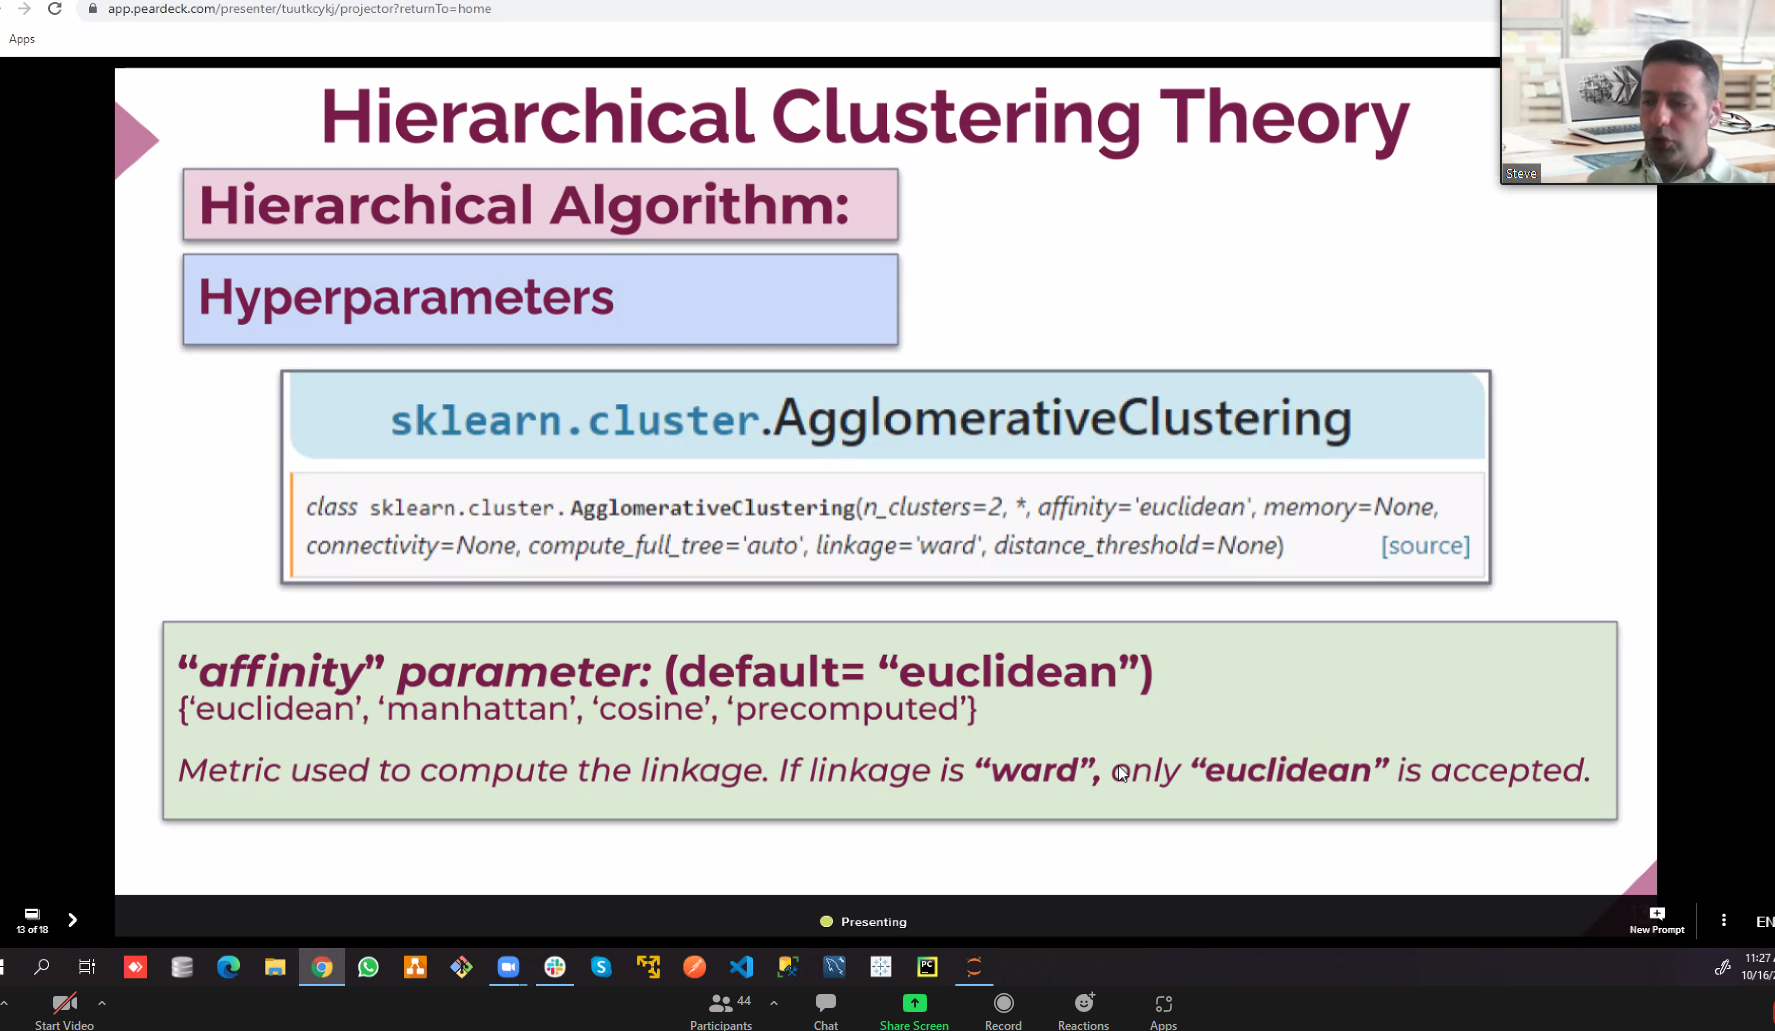 app.peardeck.com/presenter/tuutkcykj/projector?returnTo=home
Apps
Hierarchical Clustering Theory
Steve
Hierarchical Algorithm:
Hyperparameters
sklearn.cluster.AgglomerativeClustering
class sklearn.cluster.AgglomerativeClustering(n_clusters=2, *, affinity='euclidean', memory=None,
connectivity=None, compute_full_tree='auto', linkage='ward', distance_threshold=None) [source]
“affinity” parameter: (default= “euclidean”)
{‘euclidean’, ‘manhattan’, ‘cosine’, ‘precomputed’}
Metric used to compute the linkage. If linkage is “ward”, only “euclidean” is accepted.
13 of 18
Presenting
New Prompt
EN
PC
11:27
10/16/
44
Start Video
Participants
Chat
Share Screen
Record
Reactions
Apps